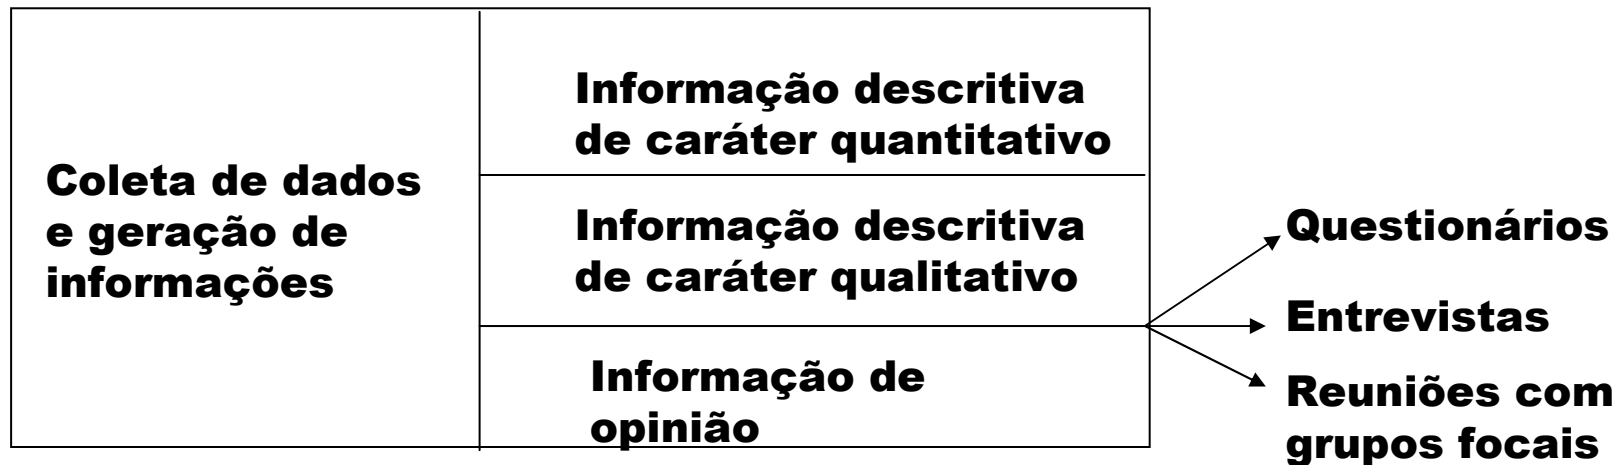 Coleta de dados
e geração de
informações
Informação descritiva
de caráter quantitativo
Informação descritiva
de caráter qualitativo
Informação de
opinião
Questionários
Entrevistas
Reuniões com
grupos focais